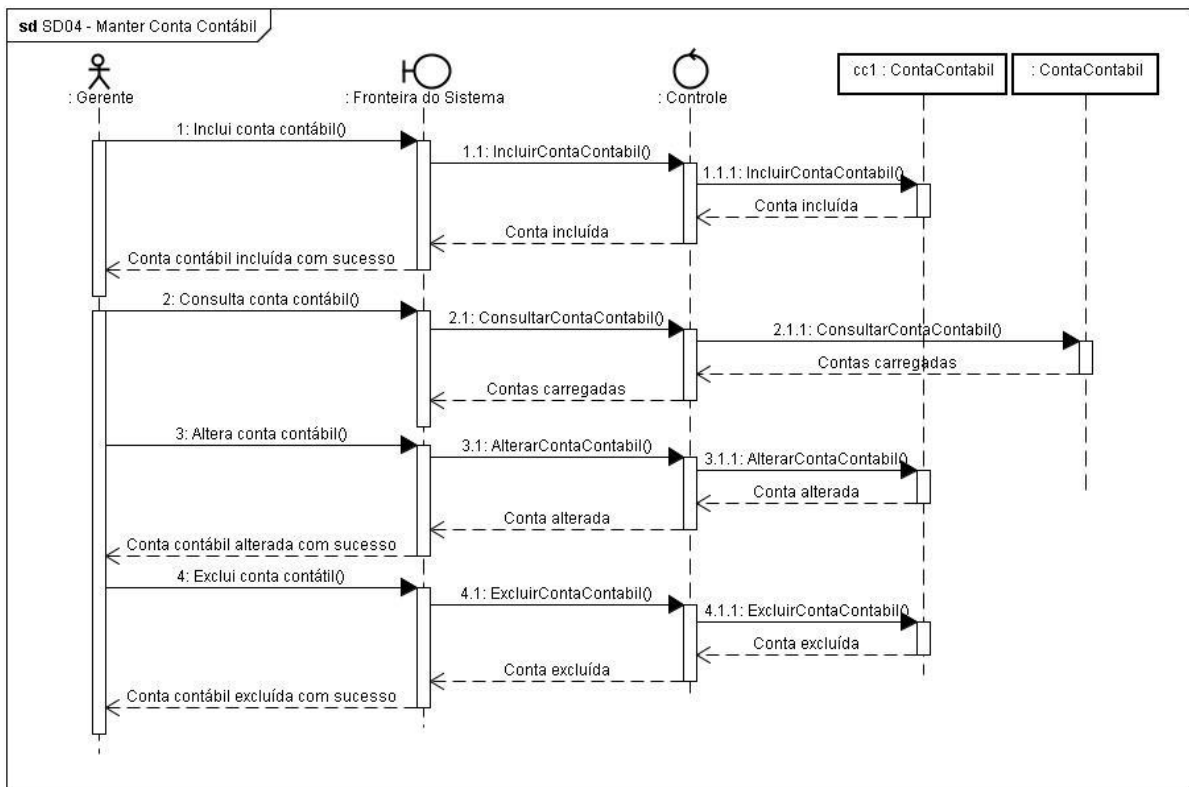 sd SD04 - Manter Conta Contábil
: Gerente
: Fronteira do Sistema
: Controle
cc1 : ContaContabil
: ContaContabil
1: Inclui conta contábil()
1.1: IncluirContaContabil()
1.1.1: IncluirContaContabil()
Conta incluída
Conta incluída
Conta contábil incluída com sucesso
2: Consulta conta contábil()
2.1: ConsultarContaContabil()
2.1.1: ConsultarContaContabil()
Contas carregadas
Contas carregadas
3: Altera conta contábil()
3.1: AlterarContaContabil()
3.1.1: AlterarContaContabil()
Conta alterada
Conta alterada
Conta contábil alterada com sucesso
4: Exclui conta contátil()
4.1: ExcluirContaContabil()
4.1.1: ExcluirContaContabil()
Conta excluída
Conta excluída
Conta contábil excluída com sucesso